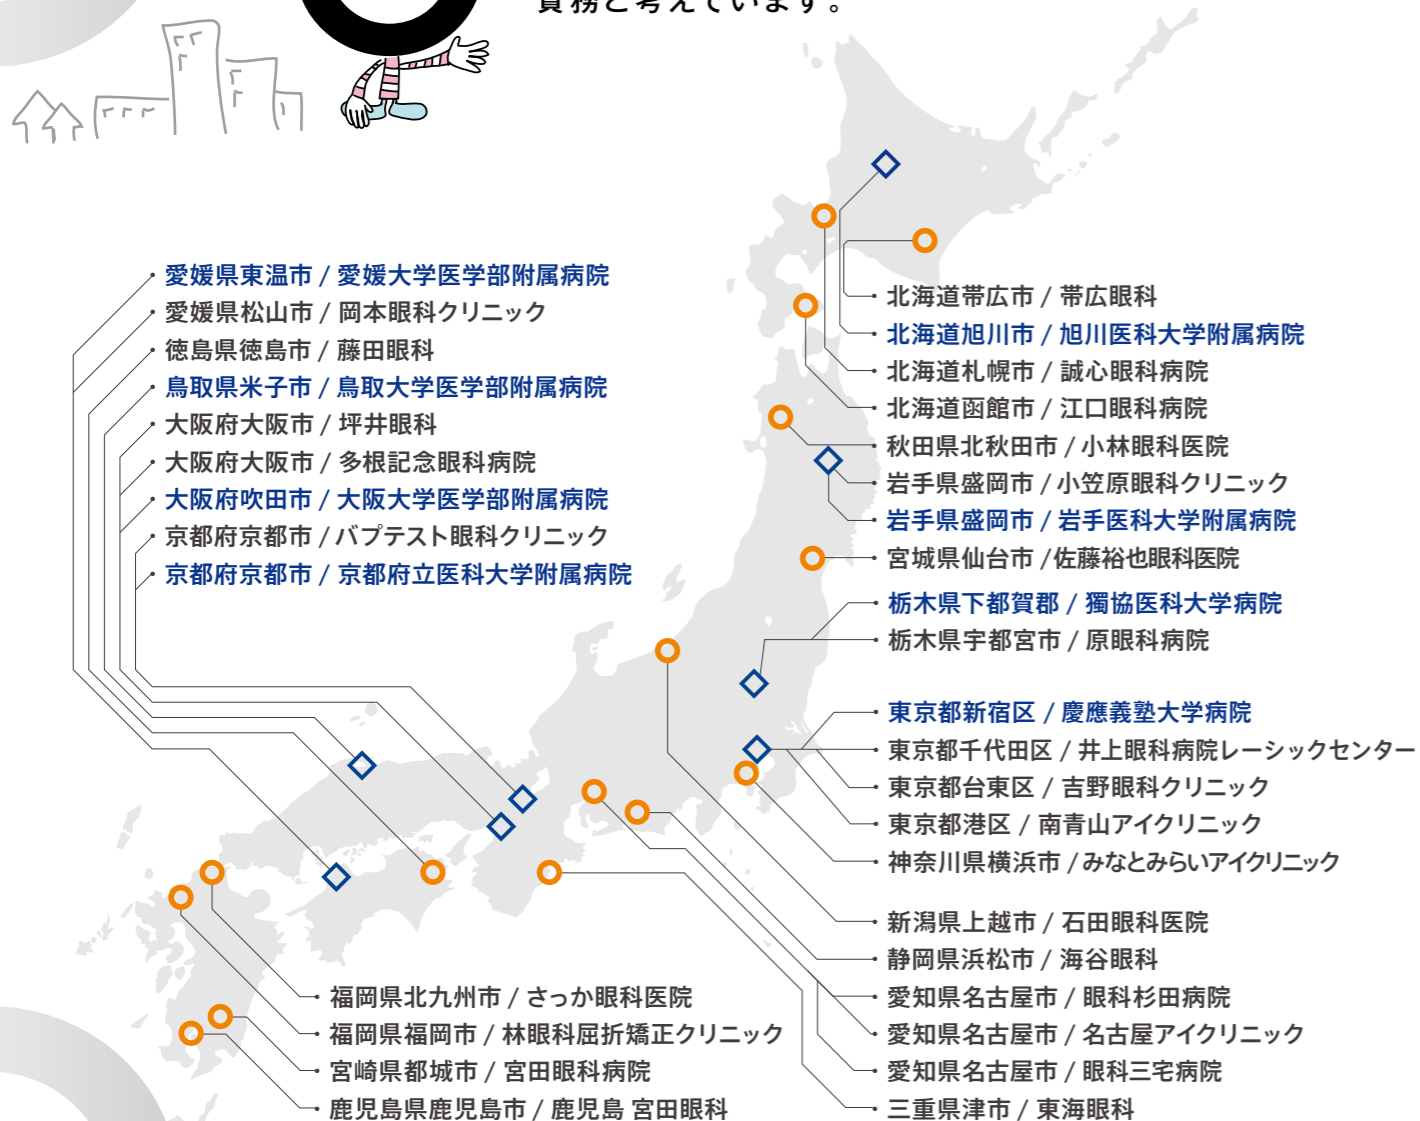 責務と考えています。
愛媛県東温市 / 愛媛大学医学部附属病院
愛媛県松山市 / 岡本眼科クリニック
徳島県徳島市 / 藤田眼科
鳥取県米子市 / 鳥取大学医学部附属病院
大阪府大阪市 / 坪井眼科
大阪府大阪市 / 多根記念眼科病院
大阪府吹田市 / 大阪大学医学部附属病院
京都府京都市 / バプテスト眼科クリニック
京都府京都市 / 京都府立医科大学附属病院
北海道帯広市 / 帯広眼科
北海道旭川市 / 旭川医科大学附属病院
北海道札幌市 / 誠心眼科病院
北海道函館市 / 江口眼科病院
秋田県北秋田市 / 小林眼科医院
岩手県盛岡市 / 小笠原眼科クリニック
岩手県盛岡市 / 岩手医科大学附属病院
宮城県仙台市 / 佐藤裕也眼科医院
栃木県下都賀郡 / 獨協医科大学病院
栃木県宇都宮市 / 原眼科病院
東京都新宿区 / 慶應義塾大学病院
東京都千代田区 / 井上眼科病院レーシックセンター
東京都台東区 / 吉野眼科クリニック
東京都港区 / 南青山アイクリニック
神奈川県横浜市 / みなとみらいアイクリニック
新潟県上越市 / 石田眼科医院
静岡県浜松市 / 海谷眼科
愛知県名古屋市 / 眼科杉田病院
愛知県名古屋市 / 名古屋アイクリニック
愛知県名古屋市 / 眼科三宅病院
三重県津市 / 東海眼科
福岡県北九州市 / さっか眼科医院
福岡県福岡市 / 林眼科屈折矯正クリニック
宮崎県都城市 / 宮田眼科病院
鹿児島県鹿児島市 / 鹿児島 宮田眼科